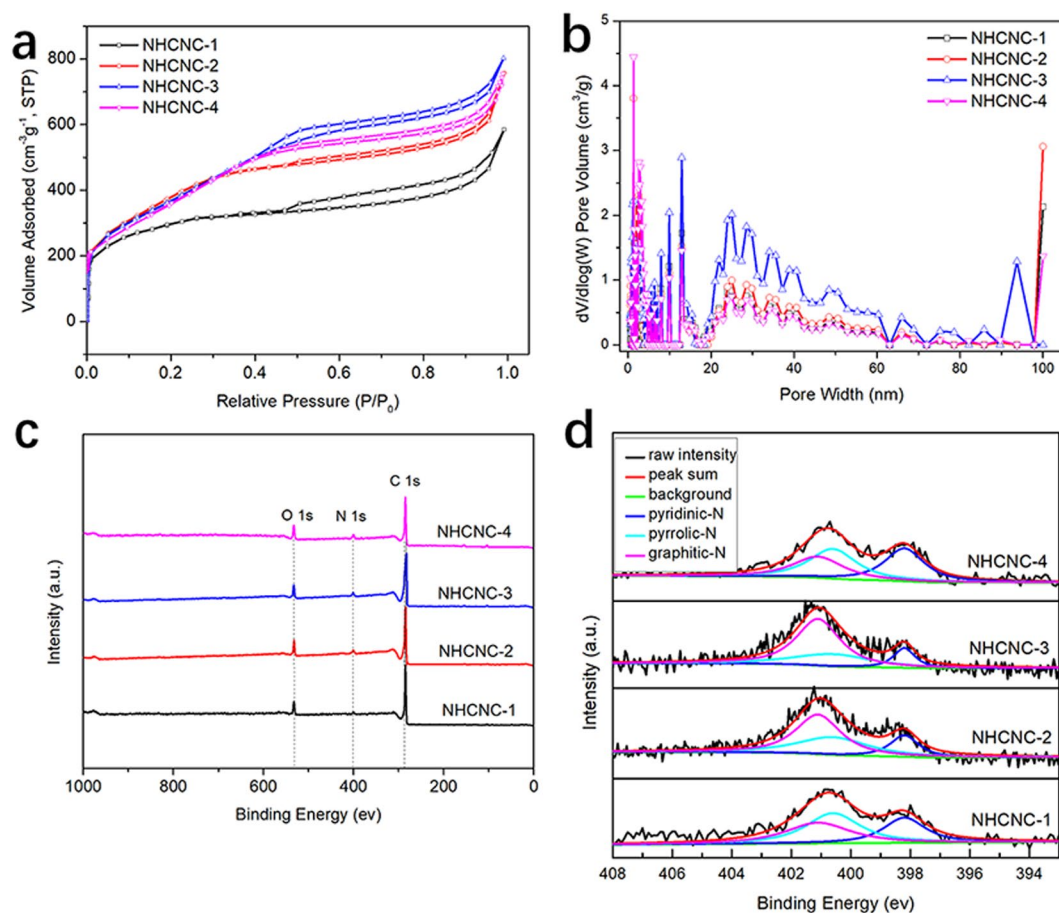 a
NHCNC-1
NHCNC-2
NHCNC-3
NHCNC-4
800
600
400
200
0
Volume Adsorbed (cm⁻³g⁻¹, STP)
0.0 0.2 0.4 0.6 0.8 1.0
Relative Pressure (P/P₀)
b
NHCNC-1
NHCNC-2
NHCNC-3
NHCNC-4
5
4
3
2
1
0
dV/dlog(W) Pore Volume (cm³/g)
0 20 40 60 80 100
Pore Width (nm)
c
C 1s
O 1s N 1s
NHCNC-4
NHCNC-3
NHCNC-2
NHCNC-1
Intensity (a.u.)
1000 800 600 400 200 0
Binding Energy (ev)
d
raw intensity
peak sum
background
pyridinic-N
pyrrolic-N
graphitic-N
NHCNC-4
NHCNC-3
NHCNC-2
NHCNC-1
Intensity (a.u.)
408 406 404 402 400 398 396 394
Binding Energy (ev)